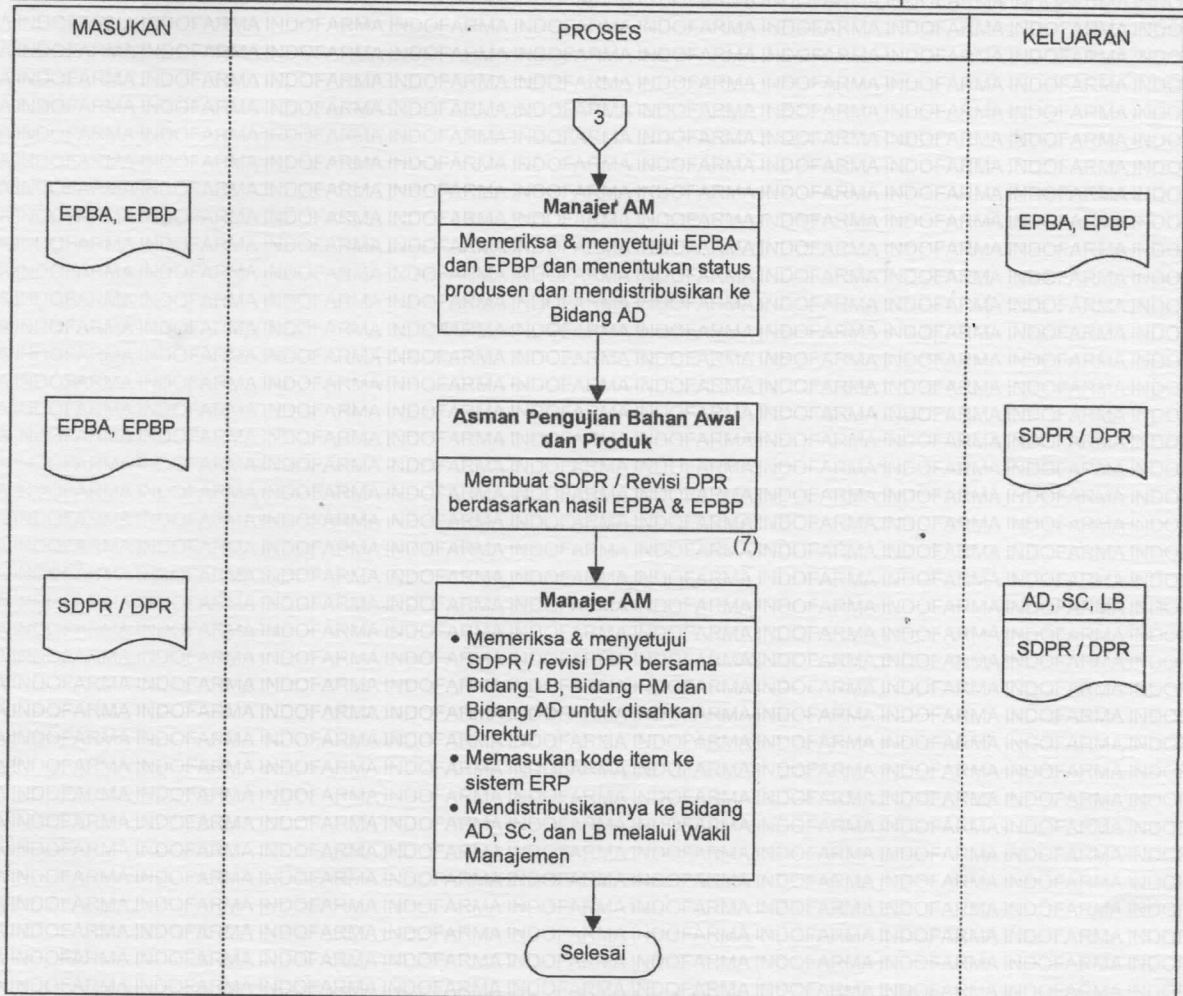 MASUKAN
PROSES
KELUARAN
3
EPBA, EPBP
Manajer AM
Memeriksa & menyetujui EPBA
dan EPBP dan menentukan status
produsen dan mendistribusikan ke
Bidang AD
EPBA, EPBP
EPBA, EPBP
Asman Pengujian Bahan Awal
dan Produk
Membuat SDPR / Revisi DPR
berdasarkan hasil EPBA & EPBP
SDPR / DPR
(7)
SDPR / DPR
Manajer AM
● Memeriksa & menyetujui
SDPR / revisi DPR bersama
Bidang LB, Bidang PM dan
Bidang AD untuk disahkan
Direktur
● Memasukan kode item ke
sistem ERP
● Mendistribusikan ke Bidang
AD, SC, dan LB melalui Wakil
Manajemen
AD, SC, LB
SDPR / DPR
Selesai